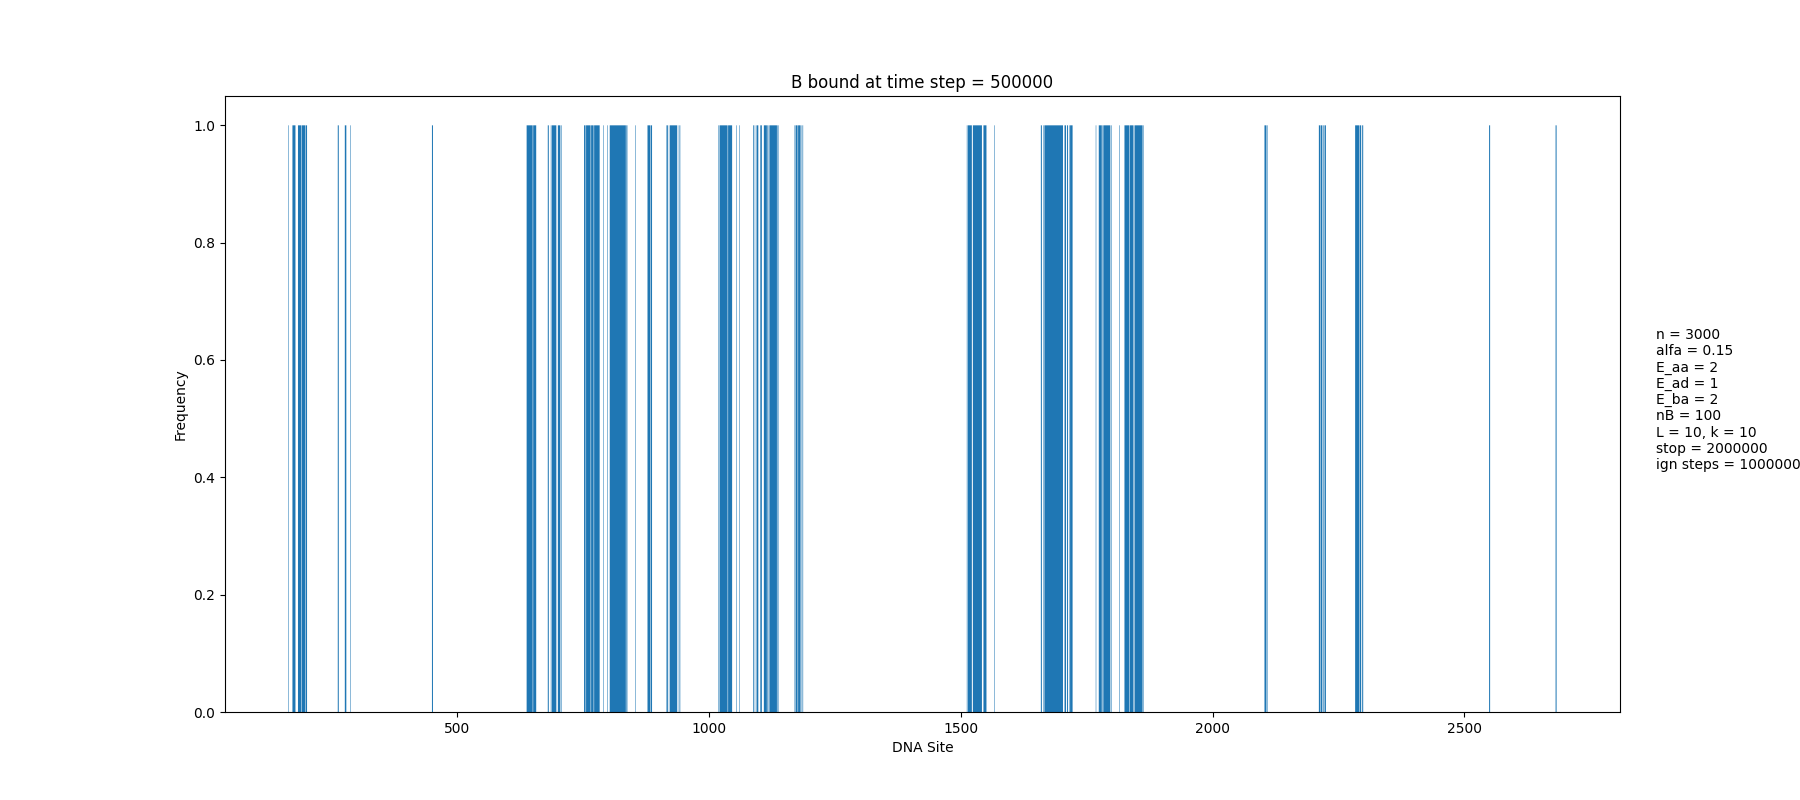 B bound at time step = 500000
1.0
0.8
0.6
0.4
0.2
0.0
Frequency
500
1000
1500
2000
2500
DNA Site
n = 3000
alfa = 0.15
E_aa = 2
E_ad = 1
E_ba = 2
nB = 100
L = 10, k = 10
stop = 2000000
ign steps = 1000000